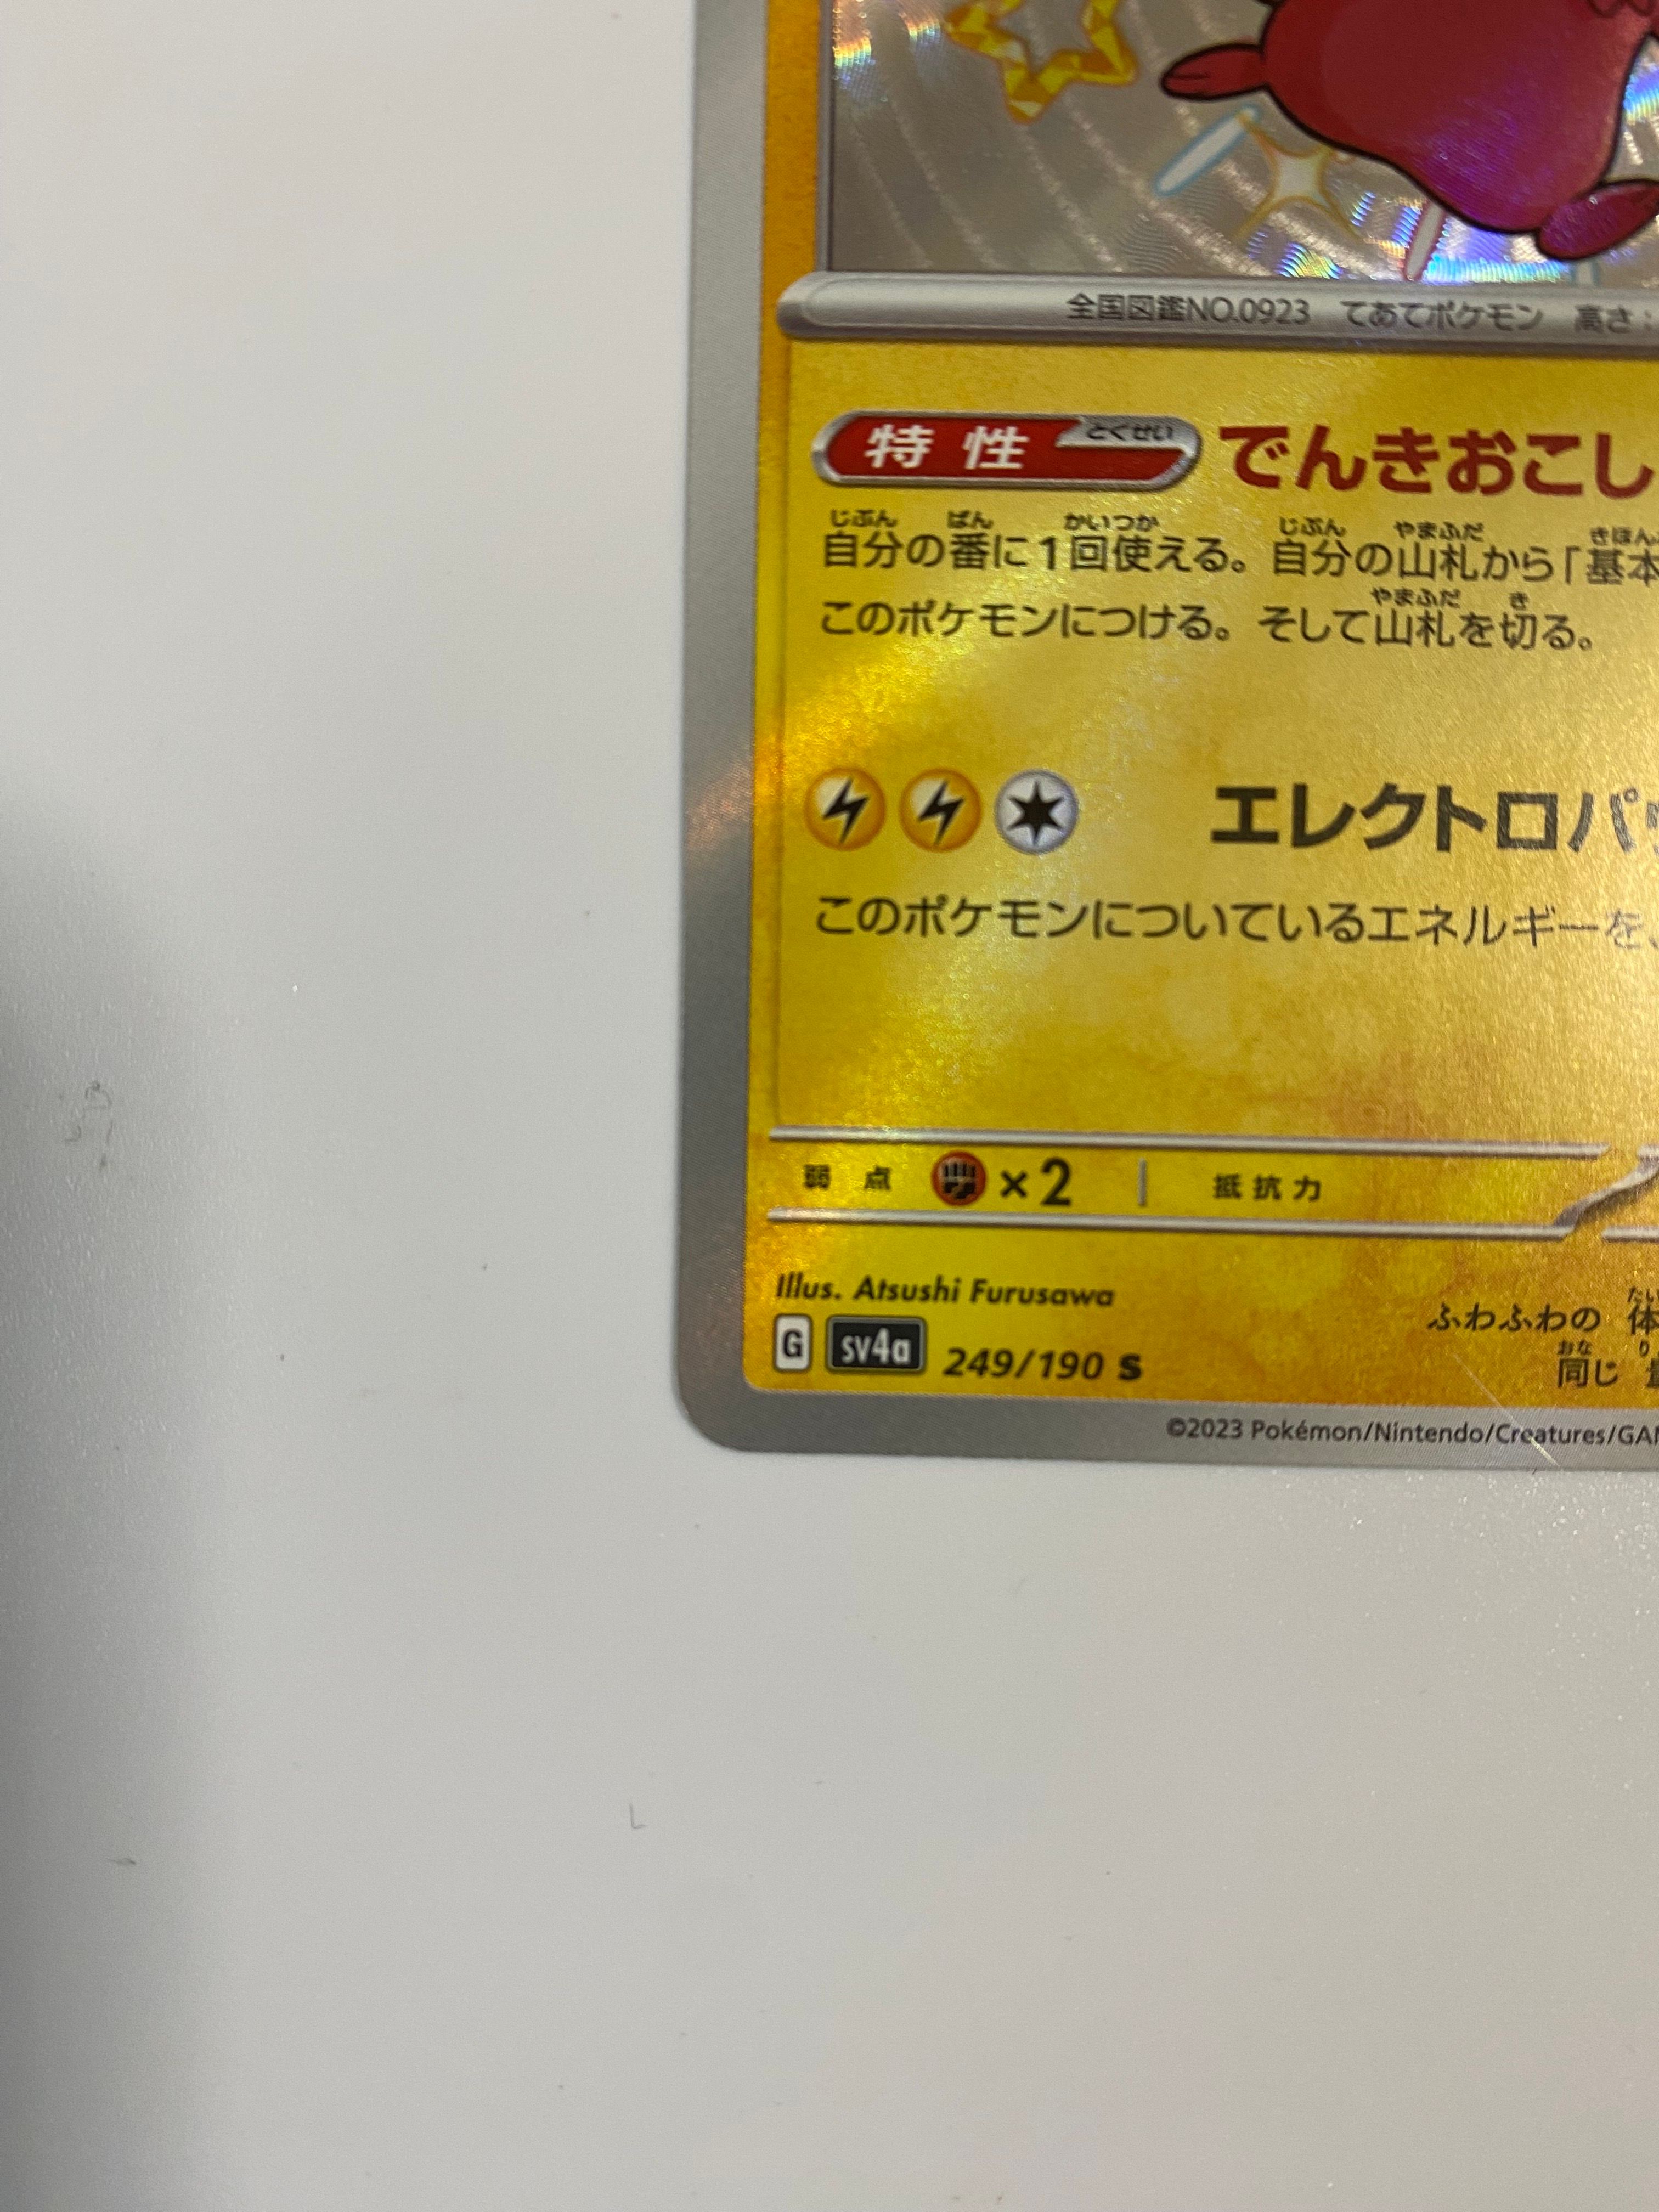 全国図鑑NO.0923 てあてポケモン 高さ:
特性 とくせい でんきおこし
じぶん ばん かいつか じぶん やまふだ きほん
自分の番に1回使える。自分の山札から「基本
やまふだ き
このポケモンにつける。そして山札を切る。
エレクトロパ
このポケモンについているエネルギーを、
弱点 ×2 抵抗力
Illus. Atsushi Furusawa
ふわふわの 体
G sv4a 249/190 S
おな
同じ
©2023 Pokémon/Nintendo/Creatures/GA